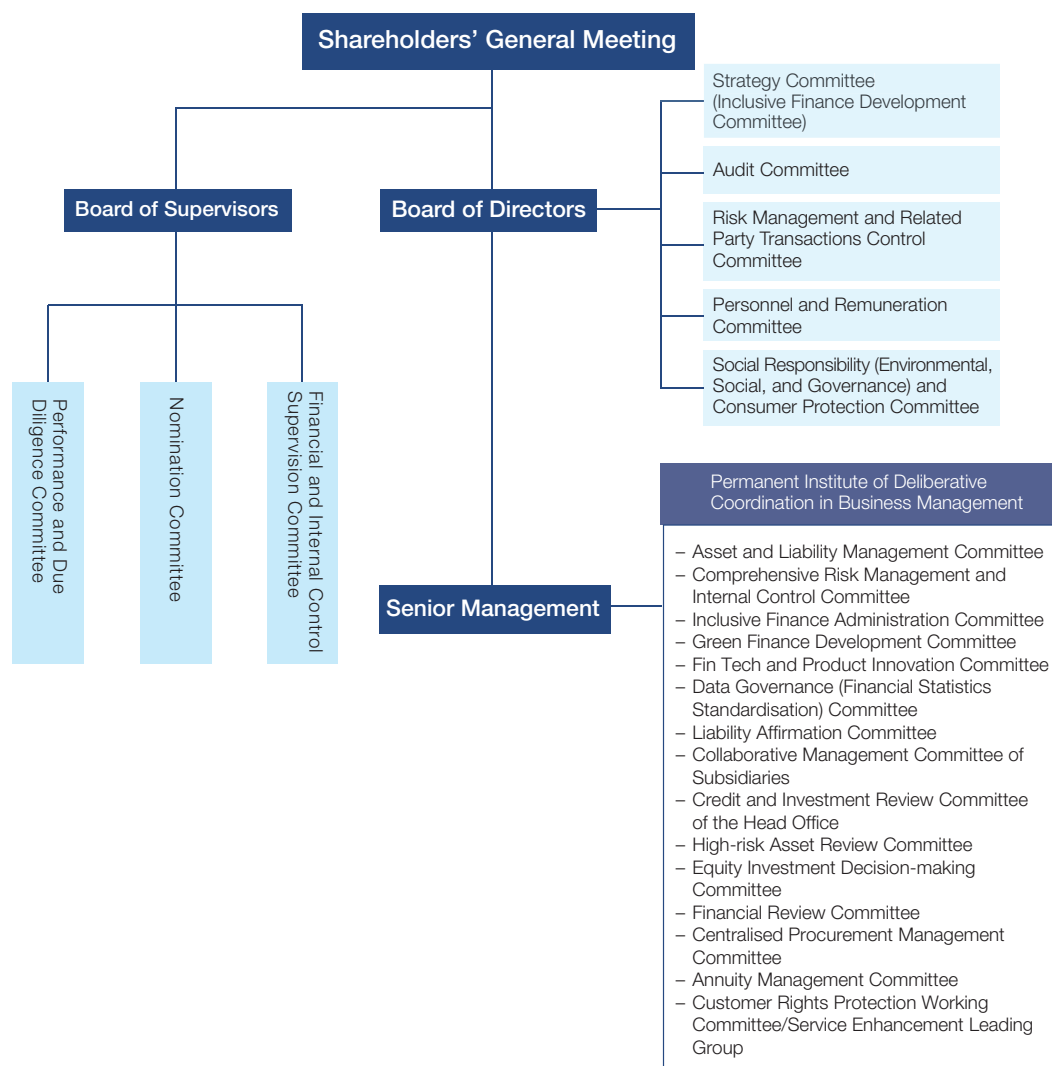 Shareholders’ General Meeting
Strategy Committee
(Inclusive Finance Development
Committee)
Audit Committee
Board of Supervisors
Board of Directors
Risk Management and Related
Party Transactions Control
Committee
Personnel and Remuneration
Committee
Social Responsibility (Environmental,
Social, and Governance) and
Consumer Protection Committee
Performance and Due
Diligence Committee
Nomination Committee
Financial and Internal Control
Supervision Committee
Permanent Institute of Deliberative
Coordination in Business Management
Senior Management
– Asset and Liability Management Committee
– Comprehensive Risk Management and
Internal Control Committee
– Inclusive Finance Administration Committee
– Green Finance Development Committee
– Fin Tech and Product Innovation Committee
– Data Governance (Financial Statistics
Standardisation) Committee
– Liability Affirmation Committee
– Collaborative Management Committee of
Subsidiaries
– Credit and Investment Review Committee
of the Head Office
– High-risk Asset Review Committee
– Equity Investment Decision-making
Committee
– Financial Review Committee
– Centralised Procurement Management
Committee
– Annuity Management Committee
– Customer Rights Protection Working
Committee/Service Enhancement Leading
Group